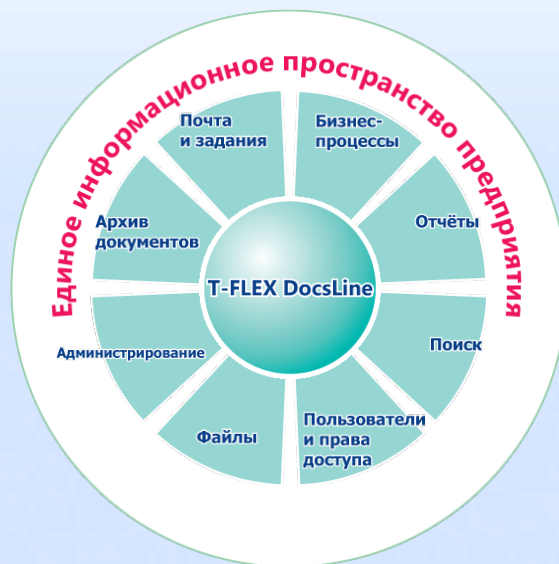 Единое информационное пространство предприятия
Почта
и задания
Бизнес-
процессы
Архив
документов
Отчёты
T-FLEX DocsLine
Администрирование
Поиск
Файлы
Пользователи
и права
доступа